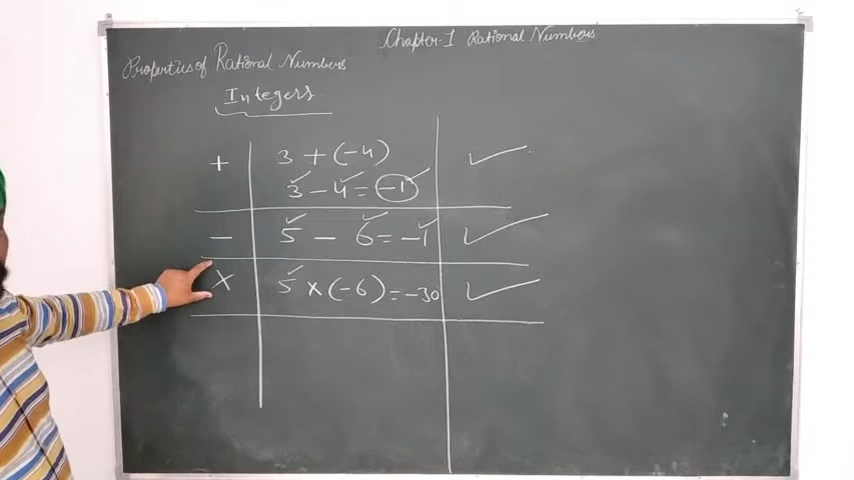 Chapter-1 Rational Numbers
Properties of Rational Numbers
Integers
+ 3 + (-4) ✓
3 - 4 = -1
- 5 - 6 = -1 ✓
× 5 × (-6) = -30 ✓